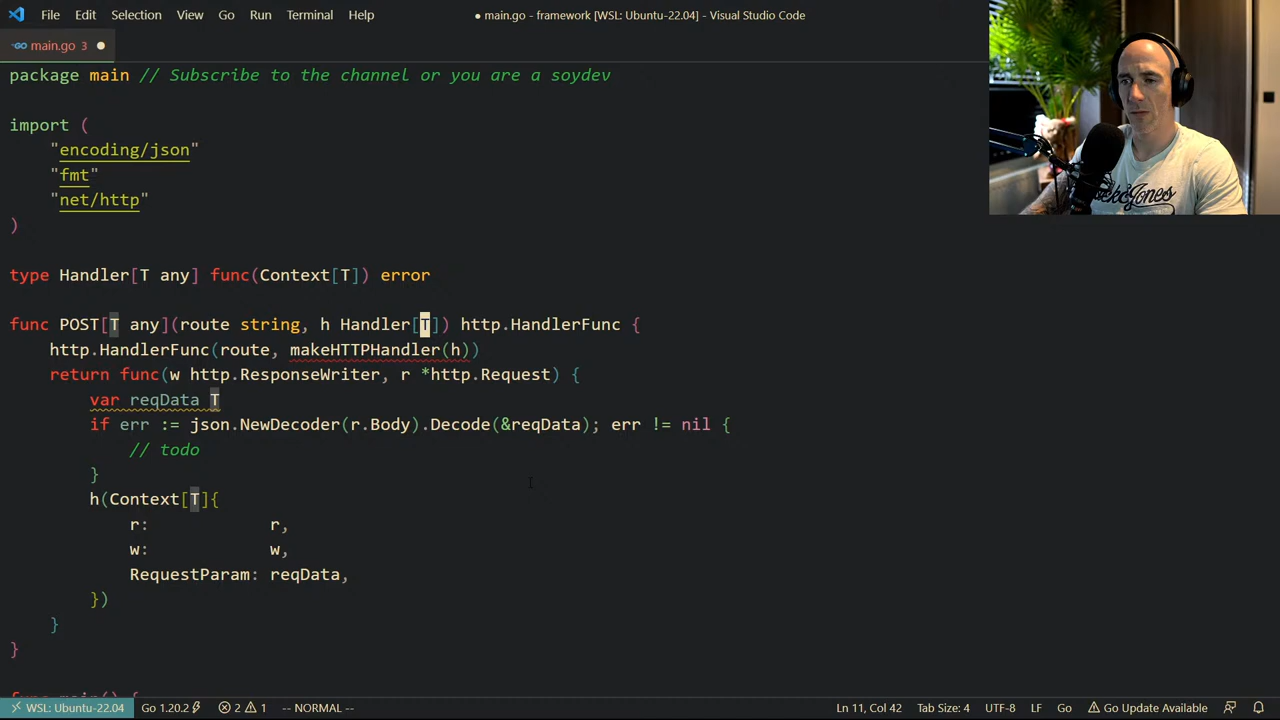 File Edit Selection View Go Run Terminal Help
● main.go - framework [WSL: Ubuntu-22.04] - Visual Studio Code
main.go 3
package main // Subscribe to the channel or you are a soydev
import (
"encoding/json"
"fmt"
"net/http"
)
type Handler[T any] func(Context[T]) error
func POST[T any](route string, h Handler[T]) http.HandlerFunc {
http.HandlerFunc(route, makeHTTPHandler(h))
return func(w http.ResponseWriter, r *http.Request) {
var reqData T
if err := json.NewDecoder(r.Body).Decode(&reqData); err != nil {
// todo
}
h(Context[T]{
r: r,
w: w,
RequestParam: reqData,
})
}
}
func main() {
WSL: Ubuntu-22.04 Go 1.20.2 2 1 -- NORMAL -- Ln 11, Col 42 Tab Size: 4 UTF-8 LF Go Go Update Available